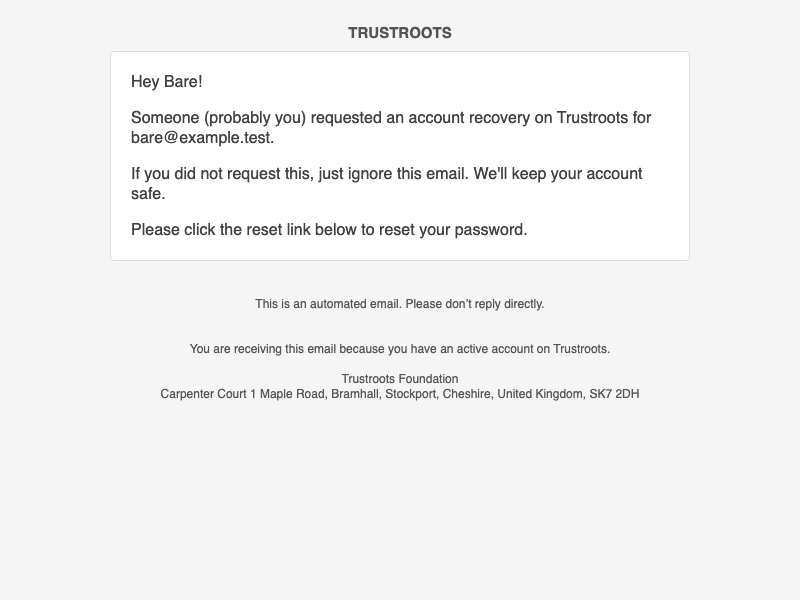 TRUSTROOTS
Hey Bare!
Someone (probably you) requested an account recovery on Trustroots for
bare@example.test.
If you did not request this, just ignore this email. We'll keep your account
safe.
Please click the reset link below to reset your password.
This is an automated email. Please don’t reply directly.
You are receiving this email because you have an active account on Trustroots.
Trustroots Foundation
Carpenter Court 1 Maple Road, Bramhall, Stockport, Cheshire, United Kingdom, SK7 2DH